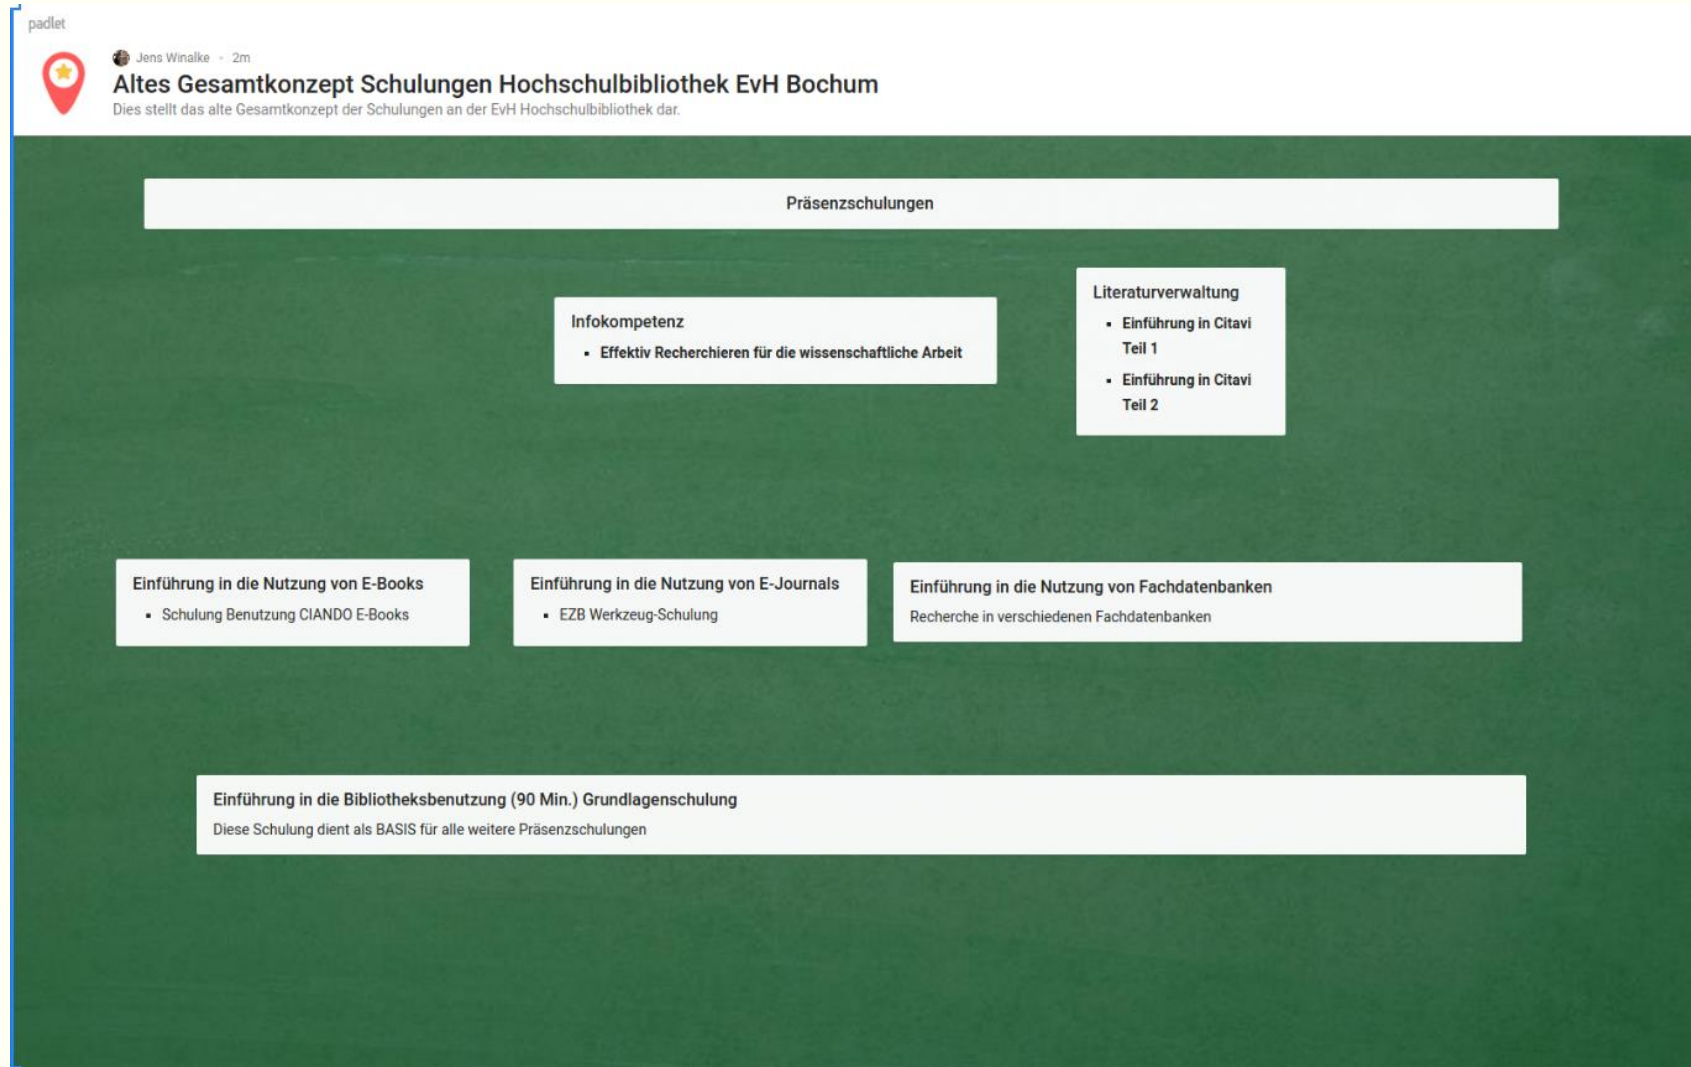 padlet
Jens Winalke · 2m
Altes Gesamtkonzept Schulungen Hochschulbibliothek EvH Bochum
Dies stellt das alte Gesamtkonzept der Schulungen an der EvH Hochschulbibliothek dar.
Präsenzschulungen
Infokompetenz
▪ Effektiv Recherchieren für die wissenschaftliche Arbeit
Literaturverwaltung
▪ Einführung in Citavi
Teil 1
▪ Einführung in Citavi
Teil 2
Einführung in die Nutzung von E-Books
▪ Schulung Benutzung CIANDO E-Books
Einführung in die Nutzung von E-Journals
▪ EZB Werkzeug-Schulung
Einführung in die Nutzung von Fachdatenbanken
Recherche in verschiedenen Fachdatenbanken
Einführung in die Bibliotheksbenutzung (90 Min.) Grundlagenschulung
Diese Schulung dient als BASIS für alle weitere Präsenzschulungen